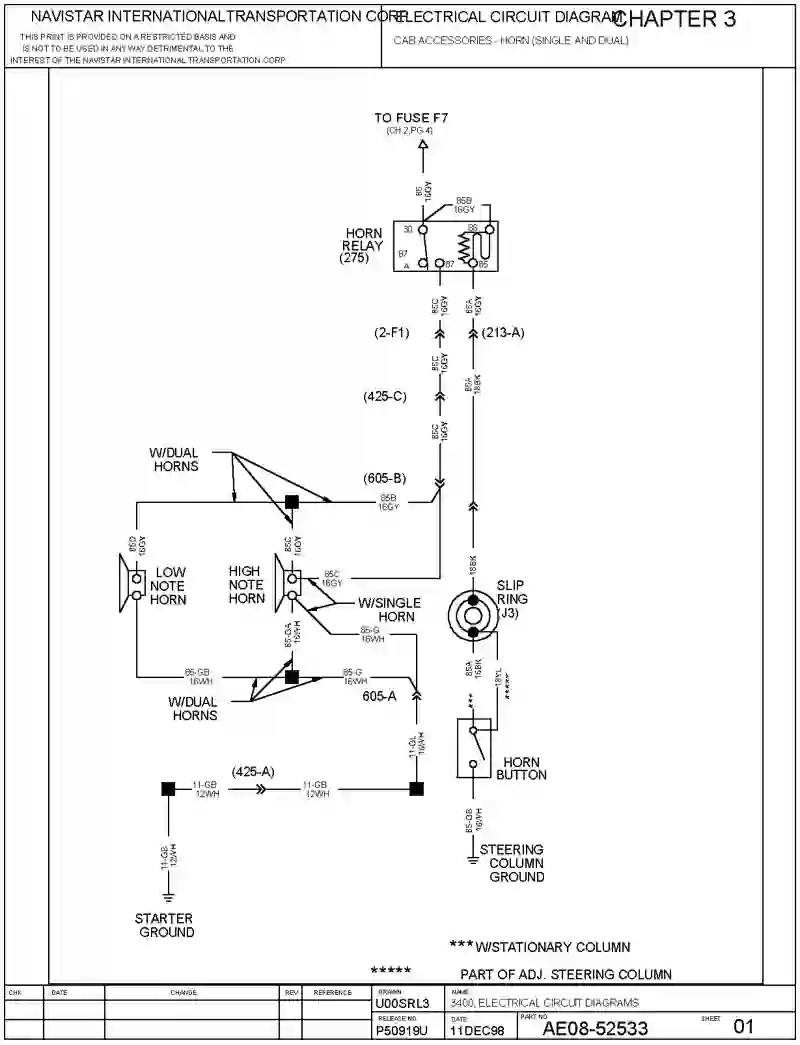 NAVISTAR INTERNATIONAL TRANSPORTATION CORP
THIS PRINT IS PROVIDED ON A RESTRICTED BASIS AND
IS NOT TO BE USED IN ANY WAY DETRIMENTAL TO THE
INTEREST OF THE NAVISTAR INTERNATIONAL TRANSPORTATION CORP
ELECTRICAL CIRCUIT DIAGRAM
CHAPTER 3
CAB ACCESSORIES - HORN (SINGLE AND DUAL)
TO FUSE F7
(CH 2,PG 4)
85
16GY
85B
16GY
HORN
RELAY
(275)
30
86
87
A
87
85
85C
16GY
85A
16GY
(2-F1)
(213-A)
85C
16GY
85A
18BK
(425-C)
85C
16GY
W/DUAL
HORNS
(605-B)
85B
16GY
85D
16GY
85C
16GY
18BK
LOW
NOTE
HORN
HIGH
NOTE
HORN
85C
16GY
SLIP
RING
(J3)
W/SINGLE
HORN
85-GA
16WH
85-G
16WH
85A
16BK
18YL
*****
***
85-GB
16WH
85-G
16WH
605-A
W/DUAL
HORNS
11-GL
16WH
HORN
BUTTON
(425-A)
11-GB
12WH
11-GB
12WH
85-GB
16WH
11-GB
12WH
STEERING
COLUMN
GROUND
STARTER
GROUND
*** W/STATIONARY COLUMN
***** PART OF ADJ. STEERING COLUMN
CHK
DATE
CHANGE
REV
REFERENCE
DRAWN
U00SRL3
NAME
3400, ELECTRICAL CIRCUIT DIAGRAMS
RELEASE NO.
P50919U
DATE
11DEC98
PART NO.
AE08-52533
SHEET
01